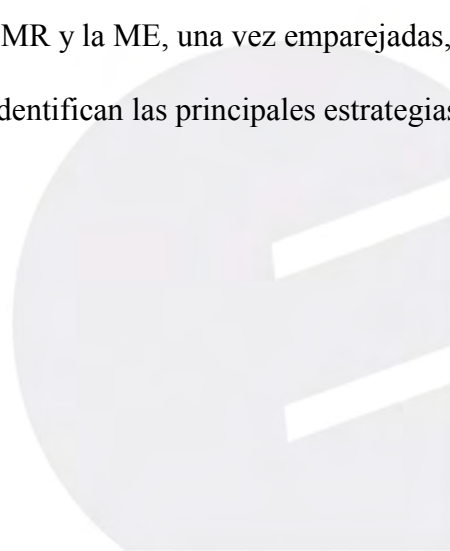 MR y la ME, una vez emparejadas,
dentifican las principales estrategias